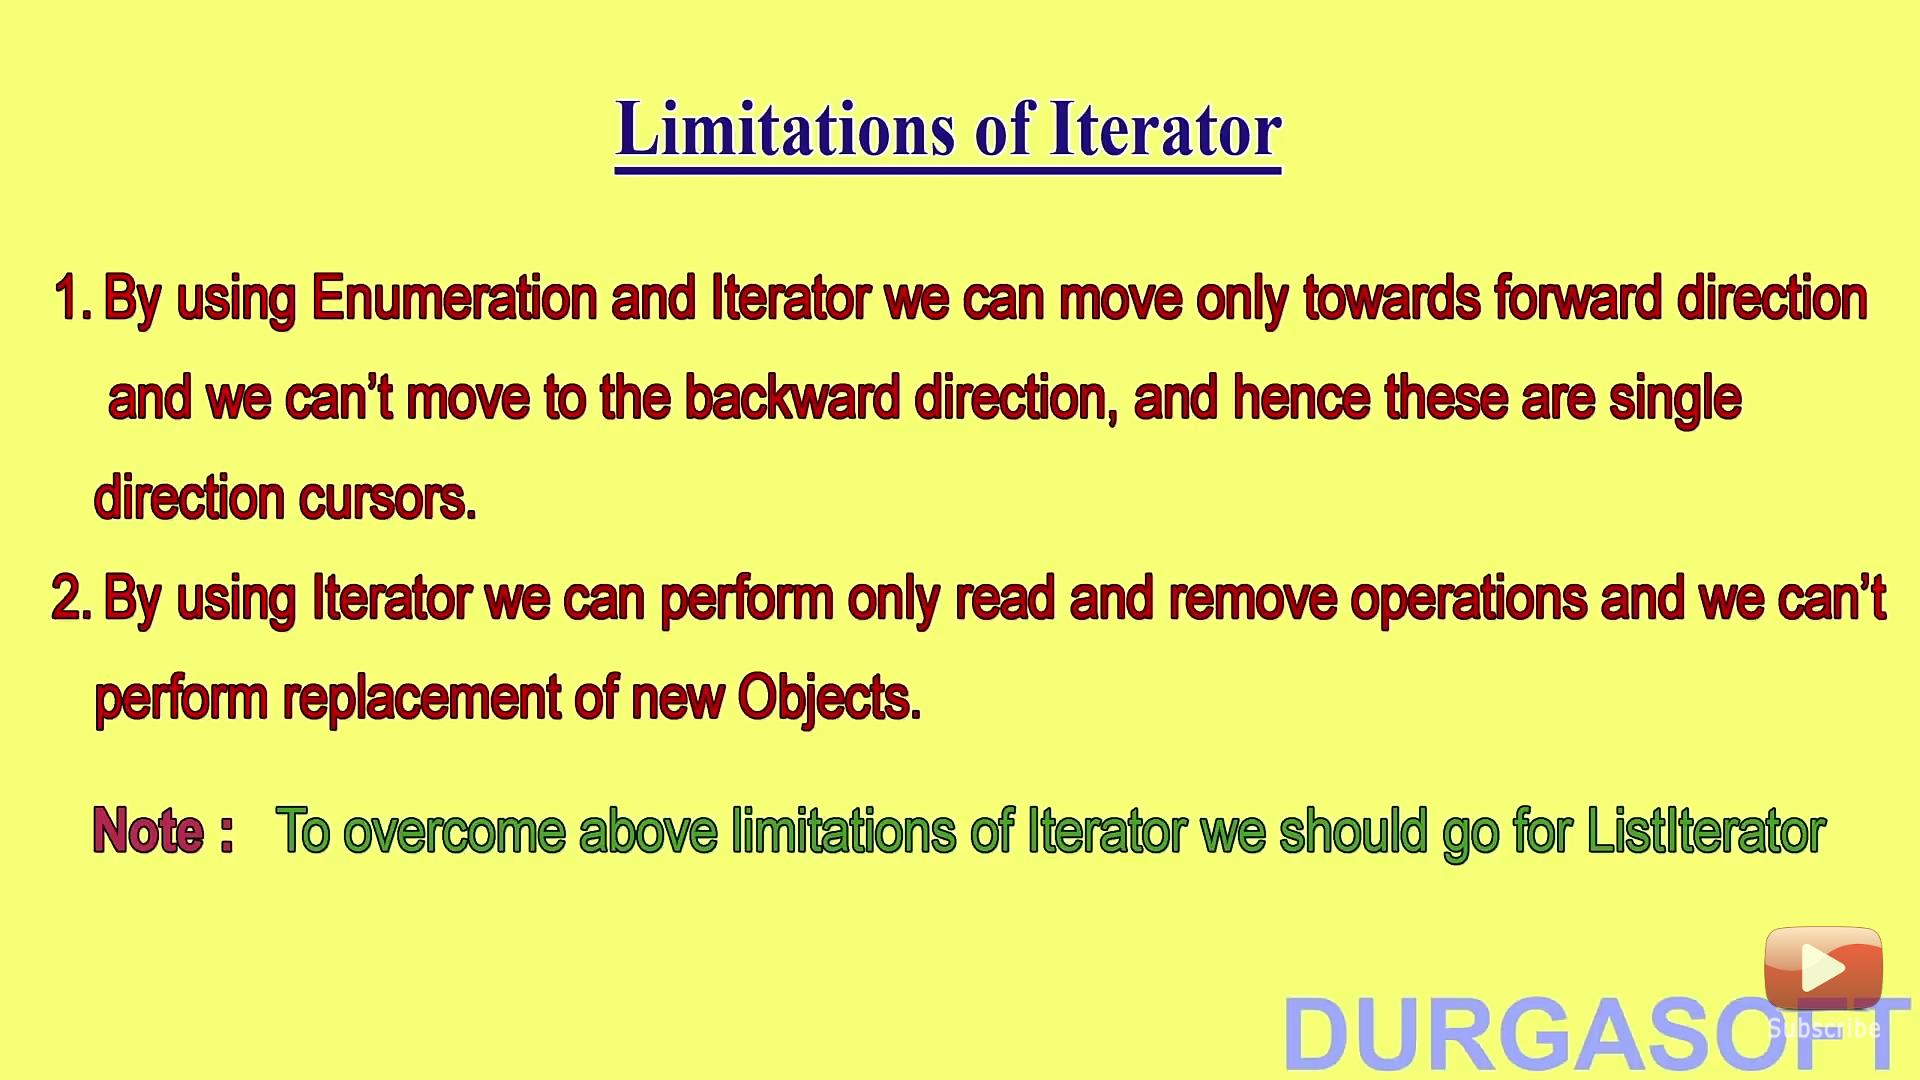 Limitations of Iterator
1. By using Enumeration and Iterator we can move only towards forward direction
and we can’t move to the backward direction, and hence these are single
direction cursors.
2. By using Iterator we can perform only read and remove operations and we can’t
perform replacement of new Objects.
Note : To overcome above limitations of Iterator we should go for ListIterator
DURGASOFT
Subscribe